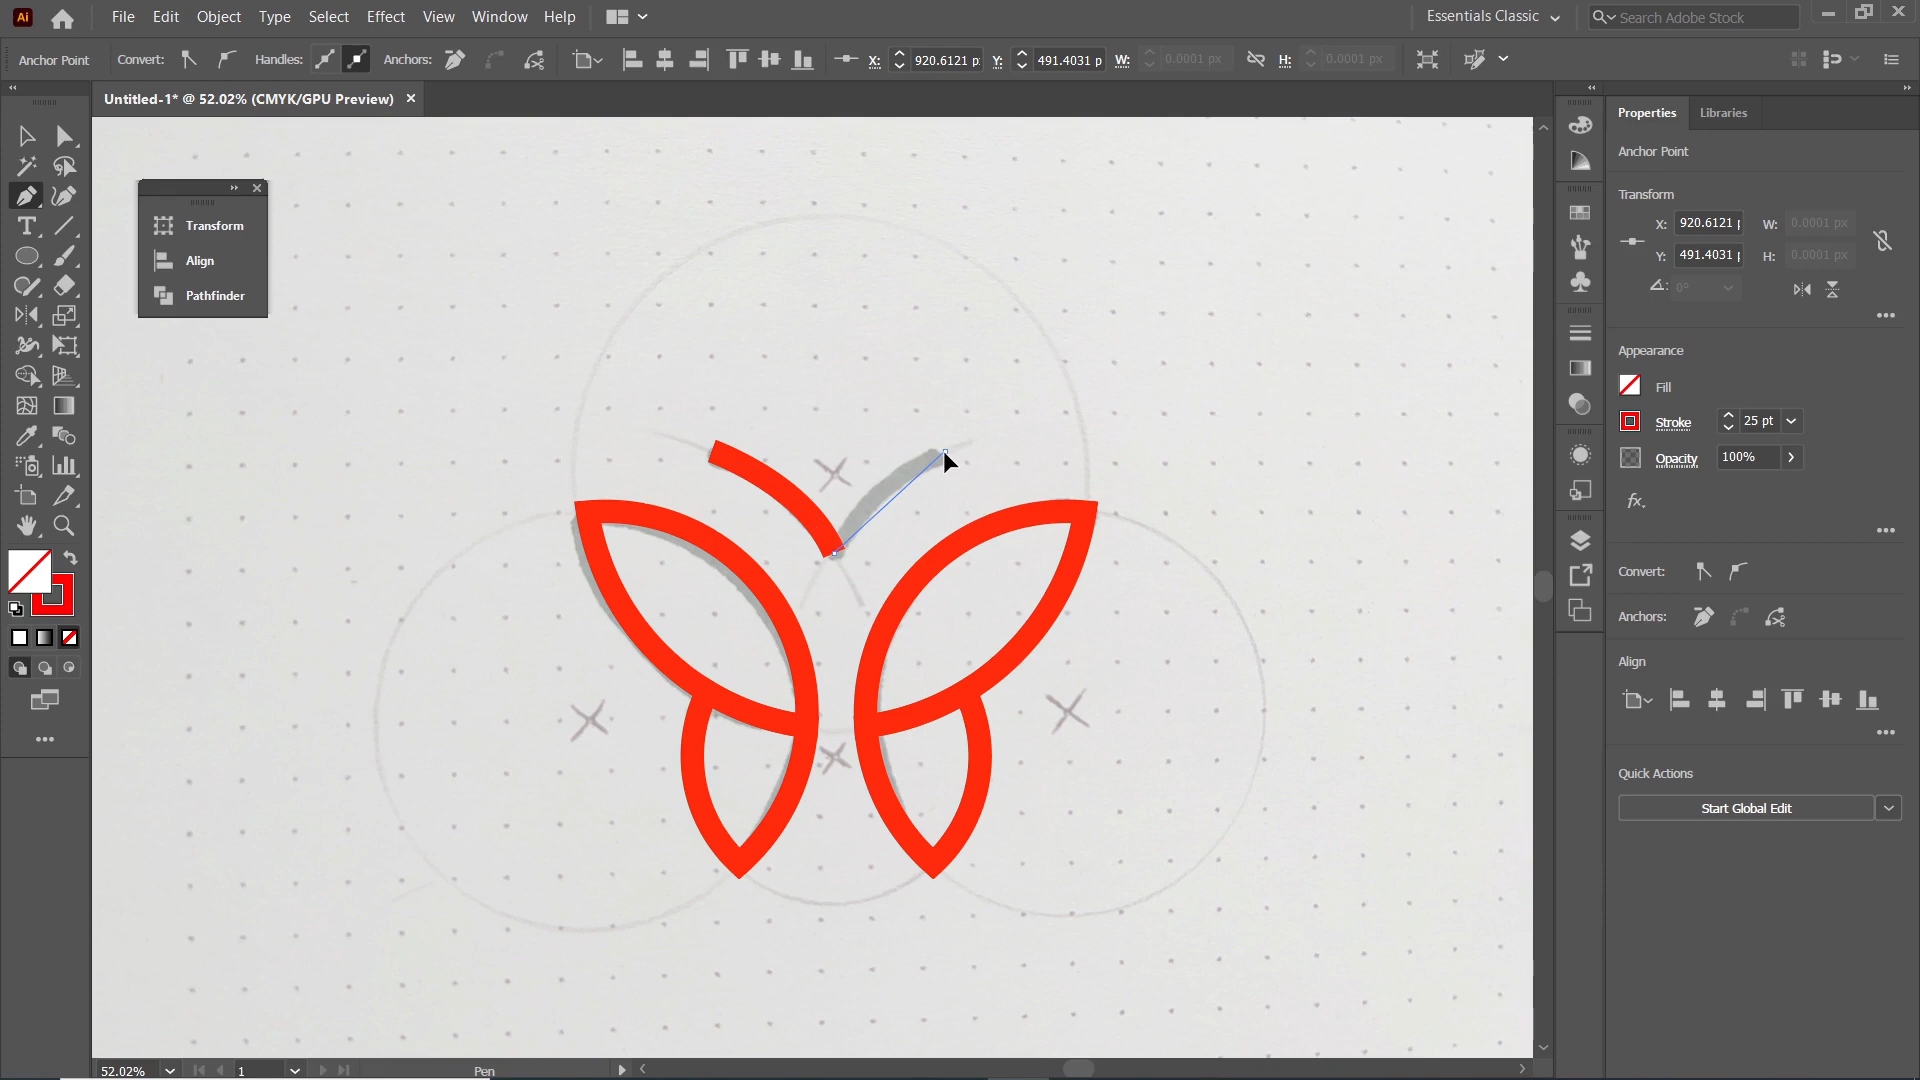 Ai File Edit Object Type Select Effect View Window Help Essentials Classic Search Adobe Stock
Anchor Point Convert: Handles: Anchors: X: 920.6121 p Y: 491.4031 p W: 0.0001 px H: 0.0001 px
Untitled-1* @ 52.02% (CMYK/GPU Preview)
Transform
Align
Pathfinder
Properties Libraries
Anchor Point
Transform
X: 920.6121 W: 0.0001 px
Y: 491.4031 H: 0.0001 px
0°
Appearance
Fill
Stroke 25 pt
Opacity 100%
fx.
Convert:
Anchors:
Align
Quick Actions
Start Global Edit
52.02% 1 Pen